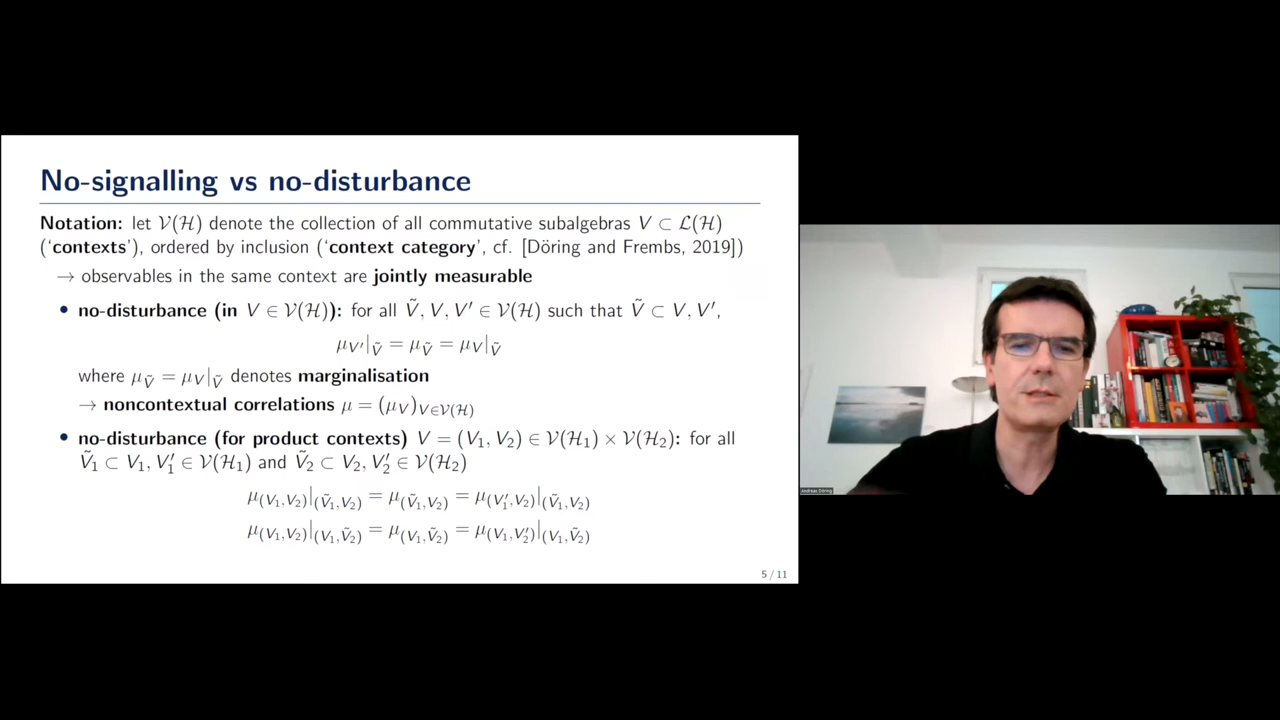 No-signalling vs no-disturbance
Notation: let 𝒱(ℋ) denote the collection of all commutative subalgebras V ⊂ ℒ(ℋ)
(‘contexts’), ordered by inclusion (‘context category’, cf. [Döring and Frembs, 2019])
→ observables in the same context are jointly measurable
• no-disturbance (in V ∈ 𝒱(ℋ)): for all Ṽ, V, V′ ∈ 𝒱(ℋ) such that Ṽ ⊂ V, V′,
μ_{V′}|_Ṽ = μ_Ṽ = μ_V|_Ṽ
where μ_Ṽ = μ_V|_Ṽ denotes marginalisation
→ noncontextual correlations μ = (μ_V)_{V∈𝒱(ℋ)}
• no-disturbance (for product contexts) V = (V₁, V₂) ∈ 𝒱(ℋ₁) × 𝒱(ℋ₂): for all
Ṽ₁ ⊂ V₁, V₁′ ∈ 𝒱(ℋ₁) and Ṽ₂ ⊂ V₂, V₂′ ∈ 𝒱(ℋ₂)
μ_{(V₁,V₂)}|_{(Ṽ₁,V₂)} = μ_{(Ṽ₁,V₂)} = μ_{(V₁′,V₂)}|_{(Ṽ₁,V₂)}
μ_{(V₁,V₂)}|_{(V₁,Ṽ₂)} = μ_{(V₁,Ṽ₂)} = μ_{(V₁,V₂′)}|_{(V₁,Ṽ₂)}
5 / 11
Andreas Döring